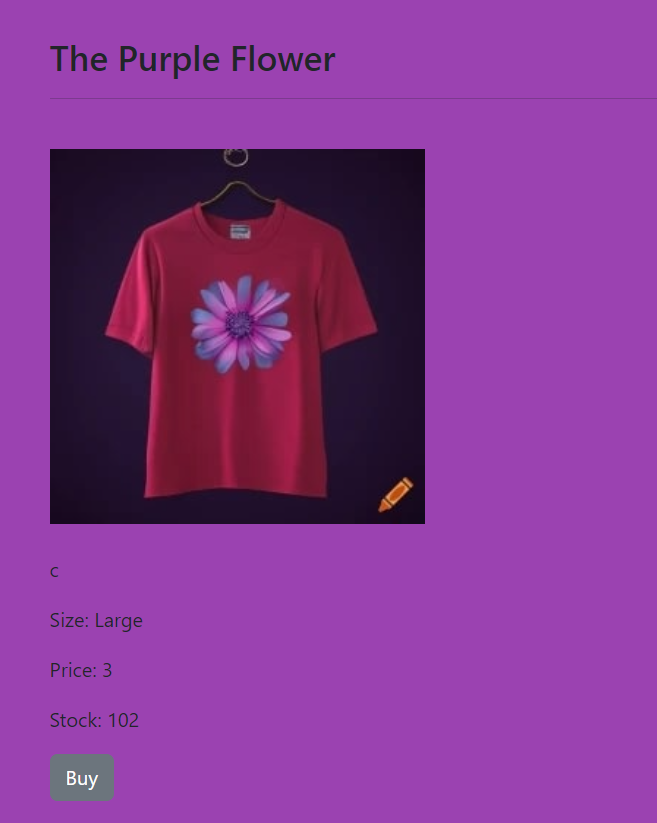 The Purple Flower
c
Size: Large
Price: 3
Stock: 102
Buy